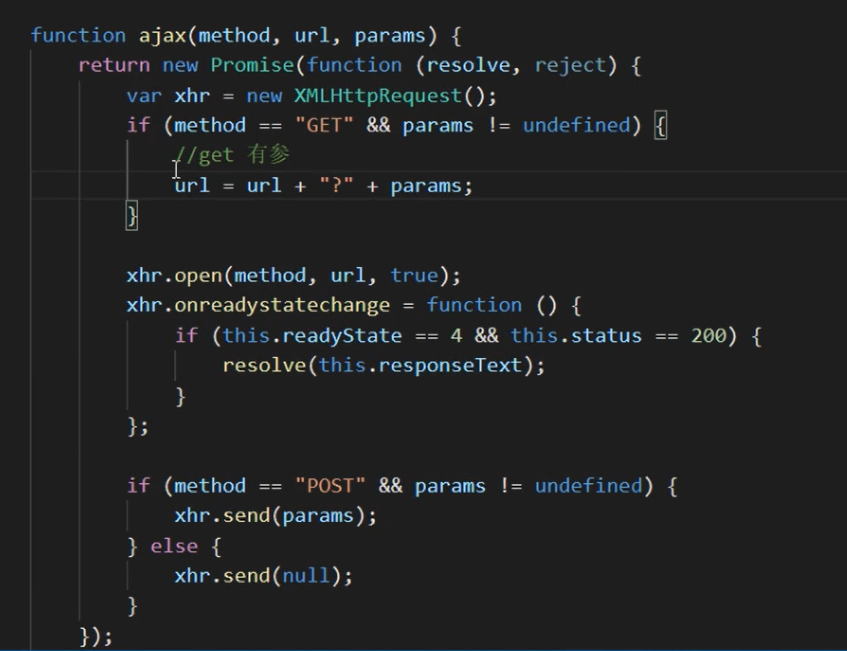 function ajax(method, url, params) {
return new Promise(function (resolve, reject) {
var xhr = new XMLHttpRequest();
if (method == "GET" && params != undefined) {
//get 有参
url = url + "?" + params;
}
xhr.open(method, url, true);
xhr.onreadystatechange = function () {
if (this.readyState == 4 && this.status == 200) {
resolve(this.responseText);
}
};
if (method == "POST" && params != undefined) {
xhr.send(params);
} else {
xhr.send(null);
}
});